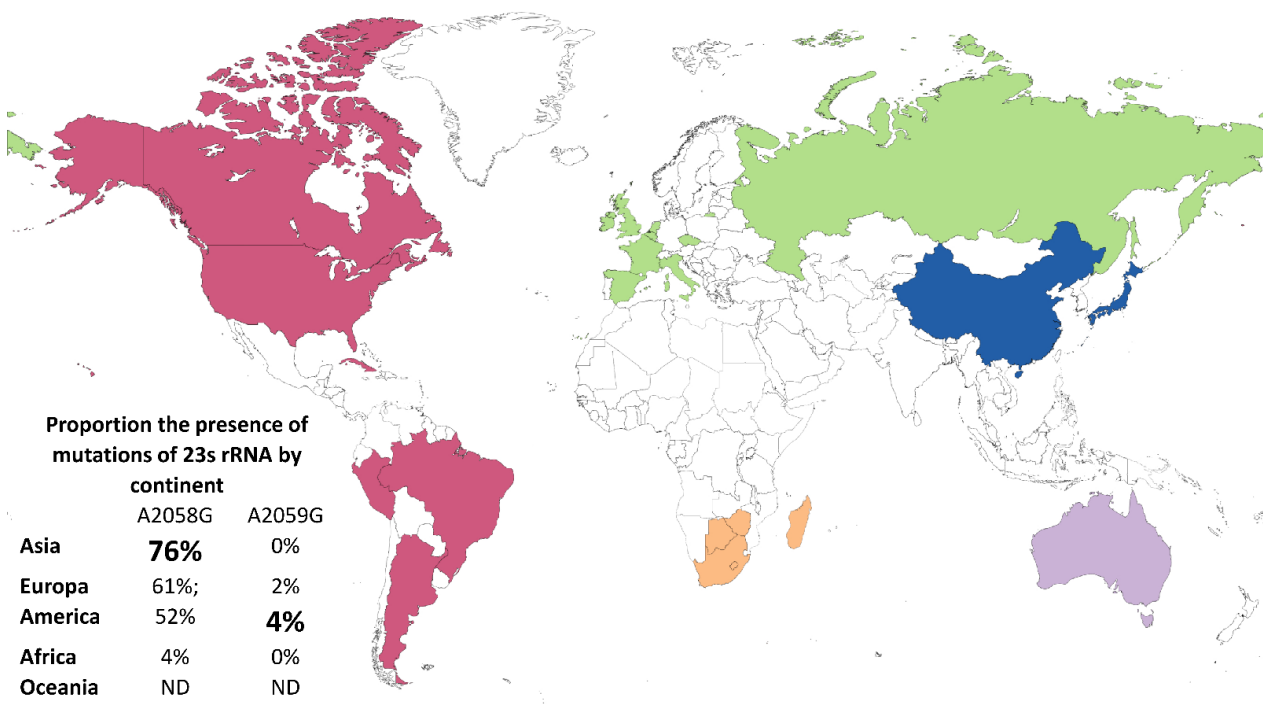 Proportion the presence of
mutations of 23s rRNA by
continent
A2058G A2059G
Asia 76% 0%
Europa 61%; 2%
America 52% 4%
Africa 4% 0%
Oceania ND ND